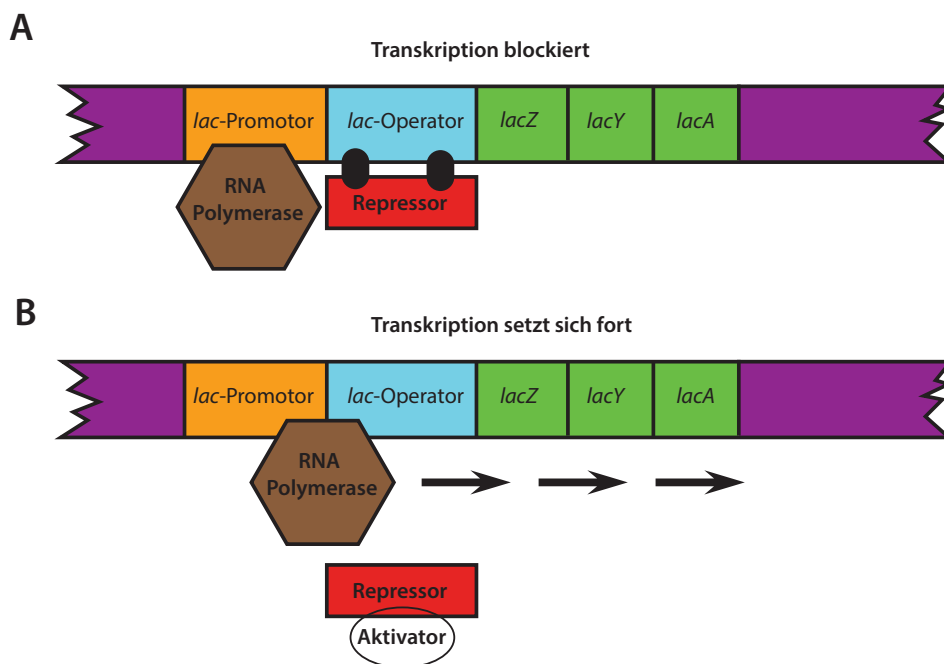 A
Transkription blockiert
lac-Promotor lac-Operator lacZ lacY lacA
RNA
Polymerase
Repressor
B
Transkription setzt sich fort
lac-Promotor lac-Operator lacZ lacY lacA
RNA
Polymerase
Repressor
Aktivator